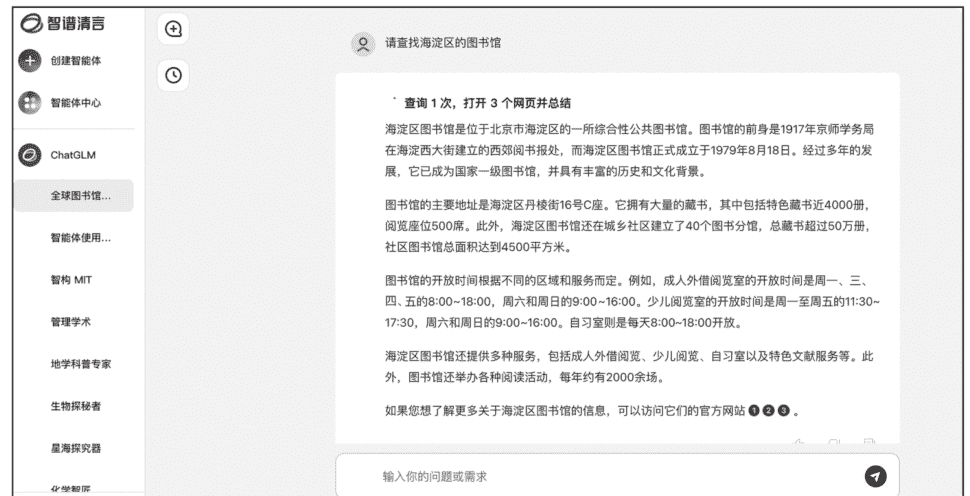 智谱清言
创建智能体
智能体中心
ChatGLM
全球图书馆...
智能体使用...
智构 MIT
管理学术
地学科普专家
生物探秘者
星海探究器
化学智匠
请查找海淀区的图书馆
查询 1 次，打开 3 个网页并总结
海淀区图书馆是位于北京市海淀区的一所综合性公共图书馆。图书馆的前身是1917年京师学务局
在海淀西大街建立的西郊阅书报处，而海淀区图书馆正式成立于1979年8月18日。经过多年的发
展，它已成为国家一级图书馆，并具有丰富的历史和文化背景。
图书馆的主要地址是海淀区丹棱街16号C座。它拥有大量的藏书，其中包括特色藏书近4000册，
阅览座位500席。此外，海淀区图书馆还在城乡社区建立了40个图书分馆，总藏书超过50万册，
社区图书馆总面积达到4500平方米。
图书馆的开放时间根据不同的区域和服务而定。例如，成人外借阅览室的开放时间是周一、三、
四、五的8:00~18:00，周六和周日的9:00~16:00。少儿阅览室的开放时间是周一至周五的11:30~
17:30，周六和周日的9:00~16:00。自习室则是每天8:00~18:00开放。
海淀区图书馆还提供多种服务，包括成人外借阅览、少儿阅览、自习室以及特色文献服务等。此
外，图书馆还举办各种阅读活动，每年约有2000余场。
如果您想了解更多关于海淀区图书馆的信息，可以访问它们的官方网站 ❶ ❷ ❸ 。
输入你的问题或需求